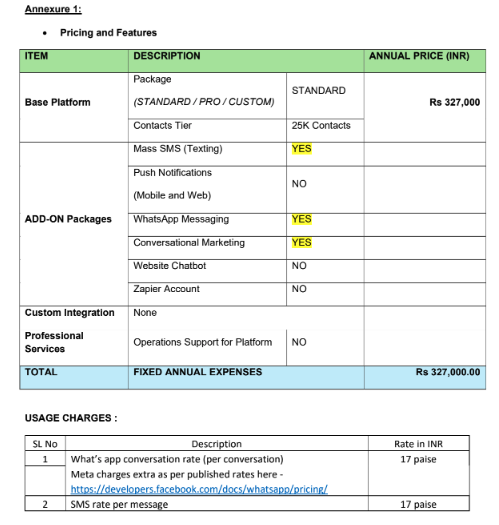 Annexure 1:
• Pricing and Features
ITEM DESCRIPTION ANNUAL PRICE (INR)
Base Platform
Package
(STANDARD / PRO / CUSTOM) STANDARD Rs 327,000
Contacts Tier 25K Contacts
ADD-ON Packages
Mass SMS (Texting) YES
Push Notifications
(Mobile and Web) NO
WhatsApp Messaging YES
Conversational Marketing YES
Website Chatbot NO
Zapier Account NO
Custom Integration None
Professional
Services Operations Support for Platform NO
TOTAL FIXED ANNUAL EXPENSES Rs 327,000.00
USAGE CHARGES :
SL No Description Rate in INR
1 What's app conversation rate (per conversation) 17 paise
Meta charges extra as per published rates here -
https://developers.facebook.com/docs/whatsapp/pricing/
2 SMS rate per message 17 paise